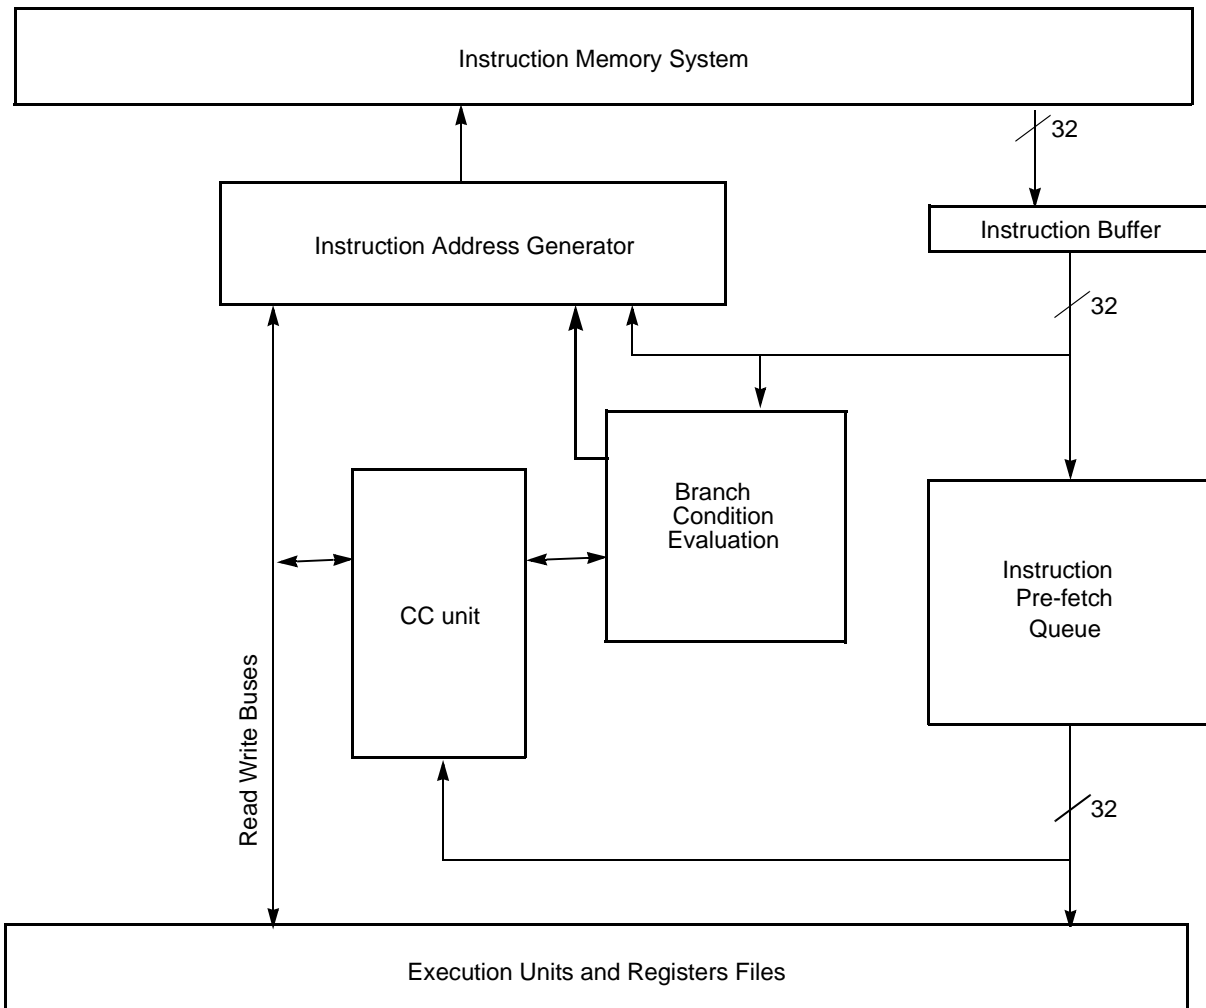 Instruction Memory System
32
Instruction Address Generator
Instruction Buffer
32
Branch
Condition
Evaluation
Instruction
Pre-fetch
Queue
CC unit
Read Write Buses
32
Execution Units and Registers Files